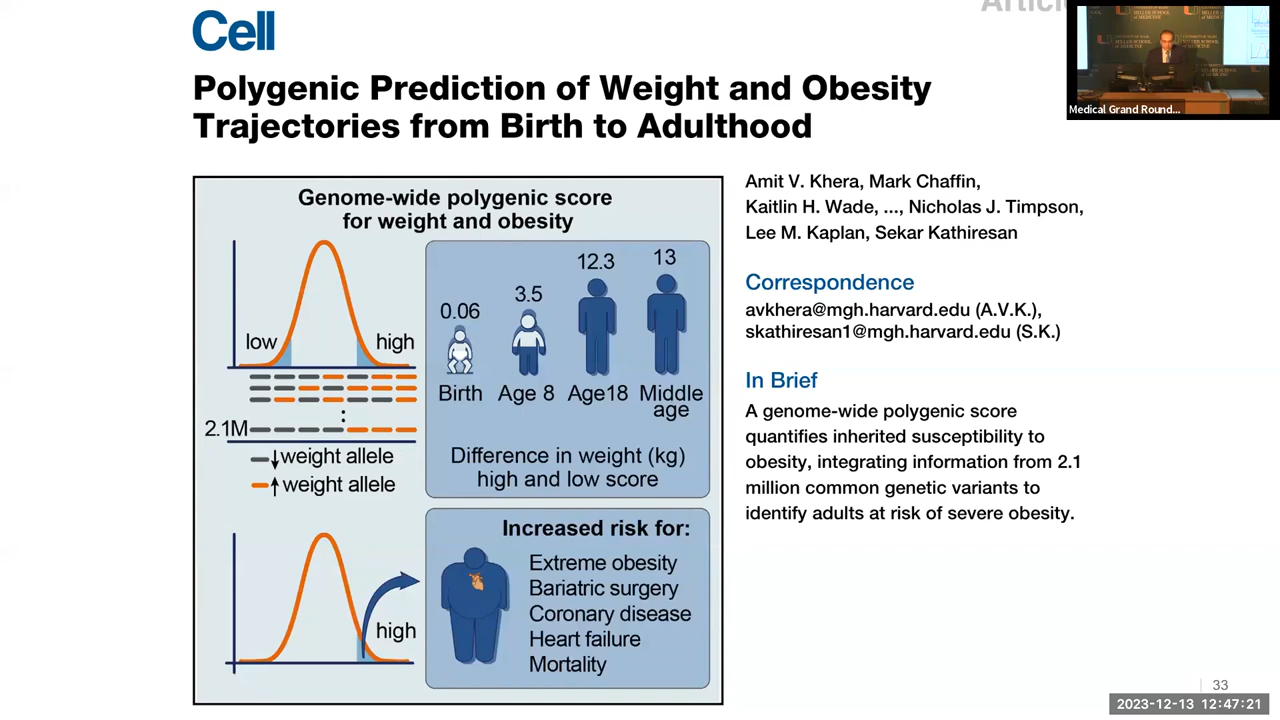 Article
Cell
Medical Grand Round...
Polygenic Prediction of Weight and Obesity
Trajectories from Birth to Adulthood
Genome-wide polygenic score
for weight and obesity
low
high
2.1M
↓weight allele
↑weight allele
0.06
3.5
12.3
13
Birth
Age 8
Age18
Middle
age
Difference in weight (kg)
high and low score
high
Increased risk for:
Extreme obesity
Bariatric surgery
Coronary disease
Heart failure
Mortality
Amit V. Khera, Mark Chaffin,
Kaitlin H. Wade, ..., Nicholas J. Timpson,
Lee M. Kaplan, Sekar Kathiresan
Correspondence
avkhera@mgh.harvard.edu (A.V.K.),
skathiresan1@mgh.harvard.edu (S.K.)
In Brief
A genome-wide polygenic score
quantifies inherited susceptibility to
obesity, integrating information from 2.1
million common genetic variants to
identify adults at risk of severe obesity.
33
2023-12-13 12:47:21